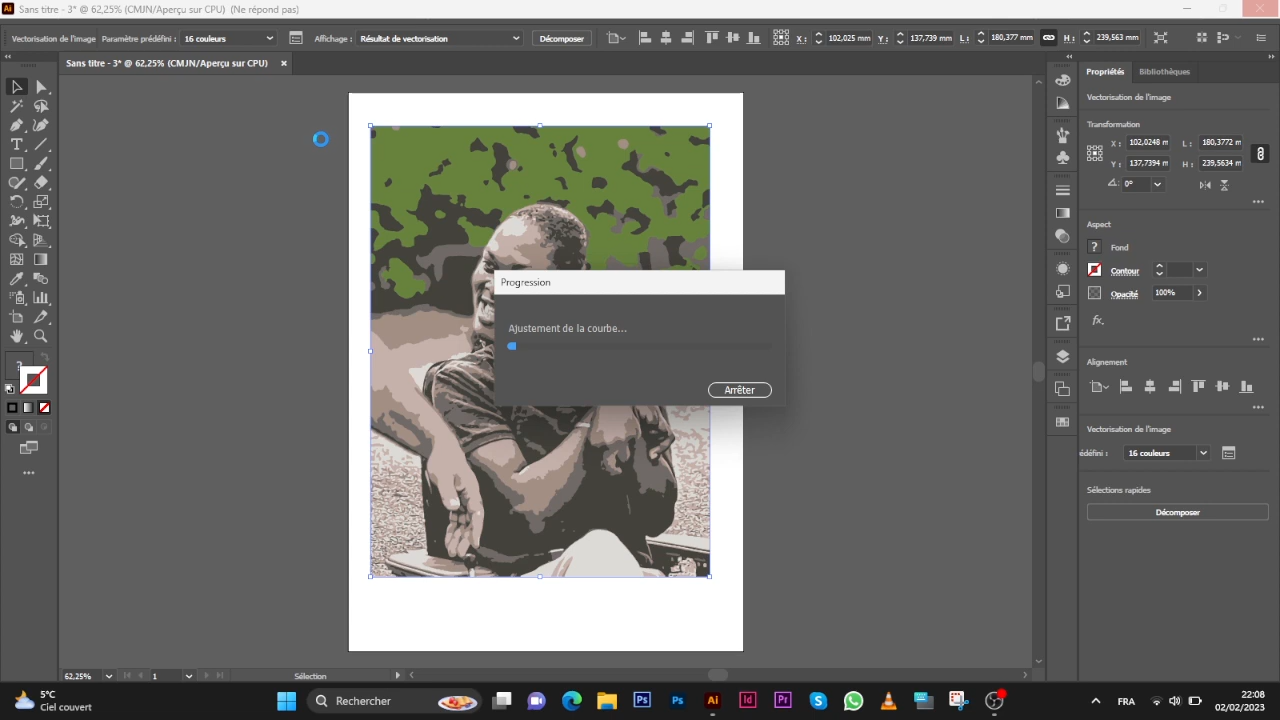 Sans titre - 3* @ 62,25% (CMJN/Aperçu sur CPU) (Ne répond pas)
Vectorisation de l'image Paramètre prédéfini : 16 couleurs Affichage : Résultat de vectorisation Décomposer X : 102,025 mm Y : 137,739 mm L : 180,377 mm H : 239,563 mm
Sans titre - 3* @ 62,25% (CMJN/Aperçu sur CPU)
Propriétés Bibliothèques
Vectorisation de l'image
Transformation
X : 102,0248 m L : 180,3772 m
Y : 137,7394 m H : 239,5634 m
0°
Aspect
Fond
Contour
Opacité 100%
fx.
Alignement
Vectorisation de l'image
édéfini : 16 couleurs
Sélections rapides
Décomposer
Progression
Ajustement de la courbe...
Arrêter
62,25% 1 Sélection
5°C
Ciel couvert
Rechercher
FRA
22:08
02/02/2023